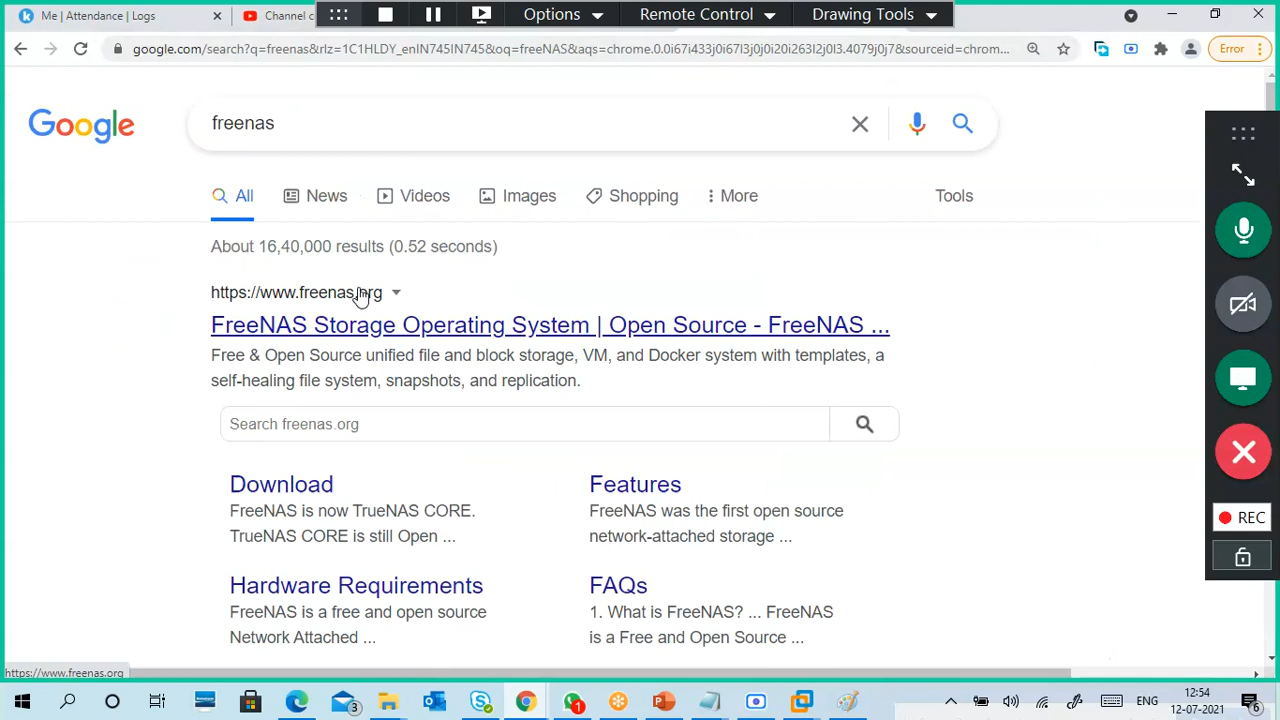 Me | Attendance | Logs
Channel c
Options
Remote Control
Drawing Tools
google.com/search?q=freenas&rlz=1C1HLDY_enIN745IN745&oq=freeNAS&aqs=chrome.0.0i67i433j0i67l3j0j0i20i263l2j0l3.4079j0j7&sourceid=chrom...
Error
Google
freenas
All
News
Videos
Images
Shopping
More
Tools
About 16,40,000 results (0.52 seconds)
https://www.freenas.org
FreeNAS Storage Operating System | Open Source - FreeNAS ...
Free & Open Source unified file and block storage, VM, and Docker system with templates, a
self-healing file system, snapshots, and replication.
Search freenas.org
Download
FreeNAS is now TrueNAS CORE.
TrueNAS CORE is still Open ...
Features
FreeNAS was the first open source
network-attached storage ...
Hardware Requirements
FreeNAS is a free and open source
Network Attached ...
FAQs
1. What is FreeNAS? ... FreeNAS
is a Free and Open Source ...
REC
https://www.freenas.org
3
1
ENG
12:54
12-07-2021
6